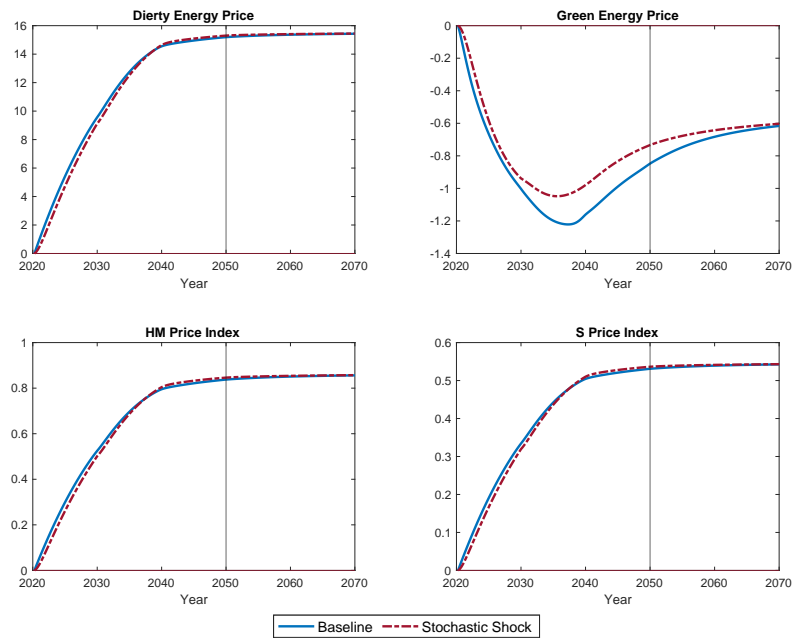 Dierty Energy Price
Green Energy Price
16
14
12
10
8
6
4
2
0
2020 2030 2040 2050 2060 2070
Year
0
-0.2
-0.4
-0.6
-0.8
-1
-1.2
-1.4
2020 2030 2040 2050 2060 2070
Year
HM Price Index
S Price Index
1
0.8
0.6
0.4
0.2
0
2020 2030 2040 2050 2060 2070
Year
0.6
0.5
0.4
0.3
0.2
0.1
0
2020 2030 2040 2050 2060 2070
Year
Baseline Stochastic Shock